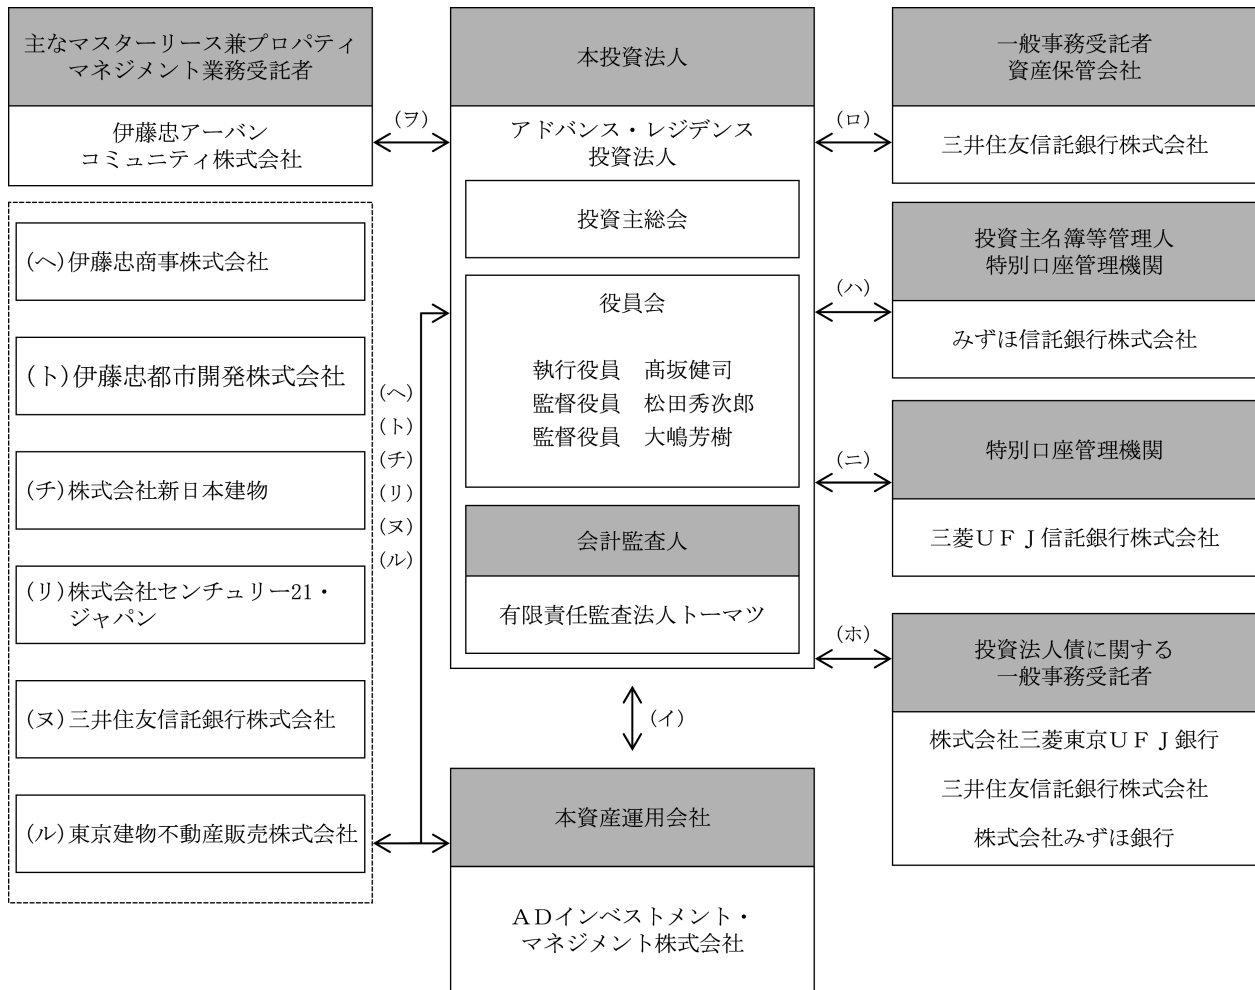 主なマスターリース兼プロパティ
マネジメント業務受託者
伊藤忠アーバン
コミュニティ株式会社
(ヲ)
(ヘ)伊藤忠商事株式会社
(ト)伊藤忠都市開発株式会社
(チ)株式会社新日本建物
(リ)株式会社センチュリー21・
ジャパン
(ヌ)三井住友信託銀行株式会社
(ル)東京建物不動産販売株式会社
(ヘ)
(ト)
(チ)
(リ)
(ヌ)
(ル)
本投資法人
アドバンス・レジデンス
投資法人
投資主総会
役員会
執行役員 髙坂健司
監督役員 松田秀次郎
監督役員 大嶋芳樹
会計監査人
有限責任監査法人トーマツ
(イ)
本資産運用会社
ADインベストメント・
マネジメント株式会社
(ロ)
一般事務受託者
資産保管会社
三井住友信託銀行株式会社
(ハ)
投資主名簿等管理人
特別口座管理機関
みずほ信託銀行株式会社
(ニ)
特別口座管理機関
三菱UFJ信託銀行株式会社
(ホ)
投資法人債に関する
一般事務受託者
株式会社三菱東京UFJ銀行
三井住友信託銀行株式会社
株式会社みずほ銀行